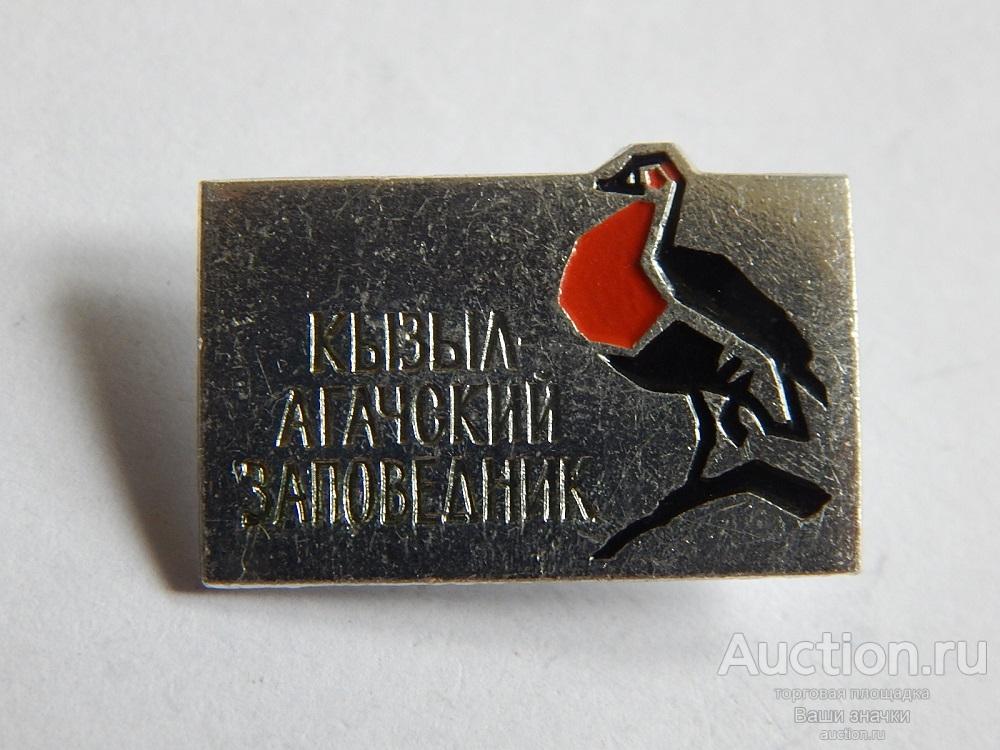 КЫЗЫЛ
АГАЧСКИЙ
ЗАПОВЕДНИК
Auction.ru
торговая площадка
Ваши значки
auction.ru